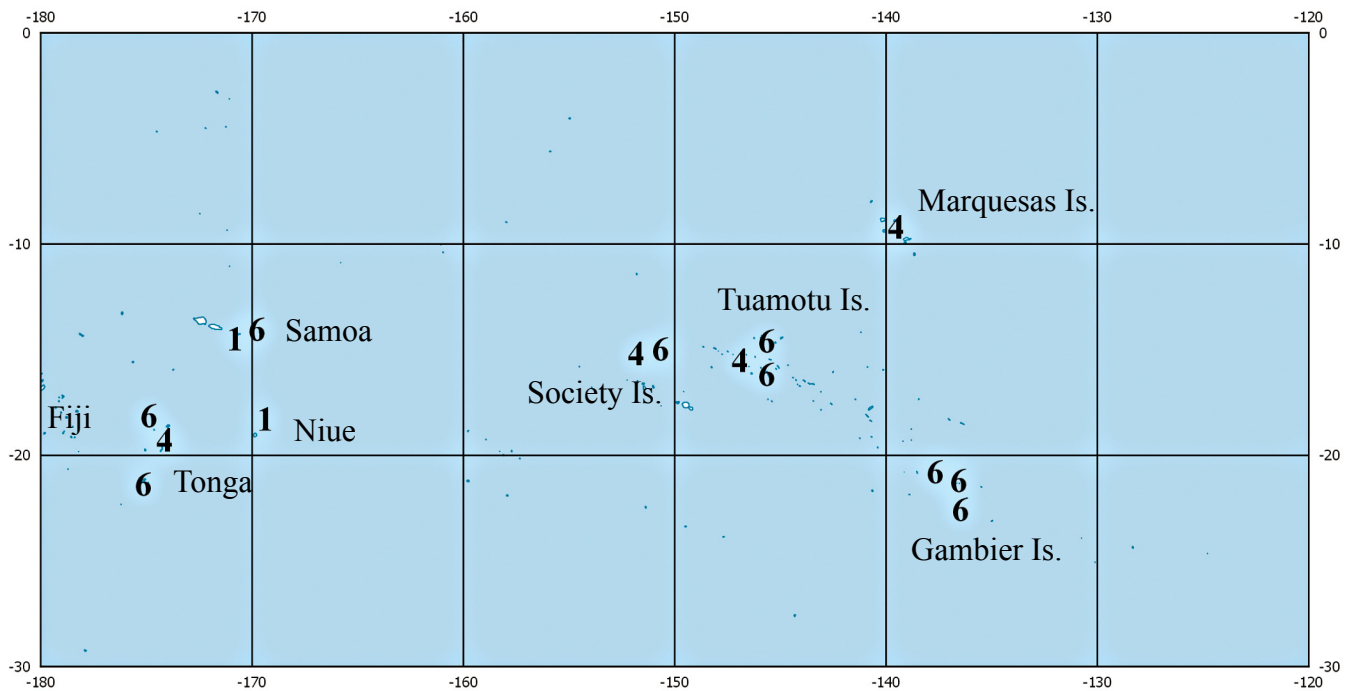 -180 -170 -160 -150 -140 -130 -120
0 0
Marquesas Is.
4
-10 -10
Tuamotu Is.
1 6 Samoa 4 6 4 6
6
Society Is.
Fiji 6 1
4 Niue
-20 -20
6 Tonga 6 6
6
Gambier Is.
-30 -30
-180 -170 -160 -150 -140 -130 -120